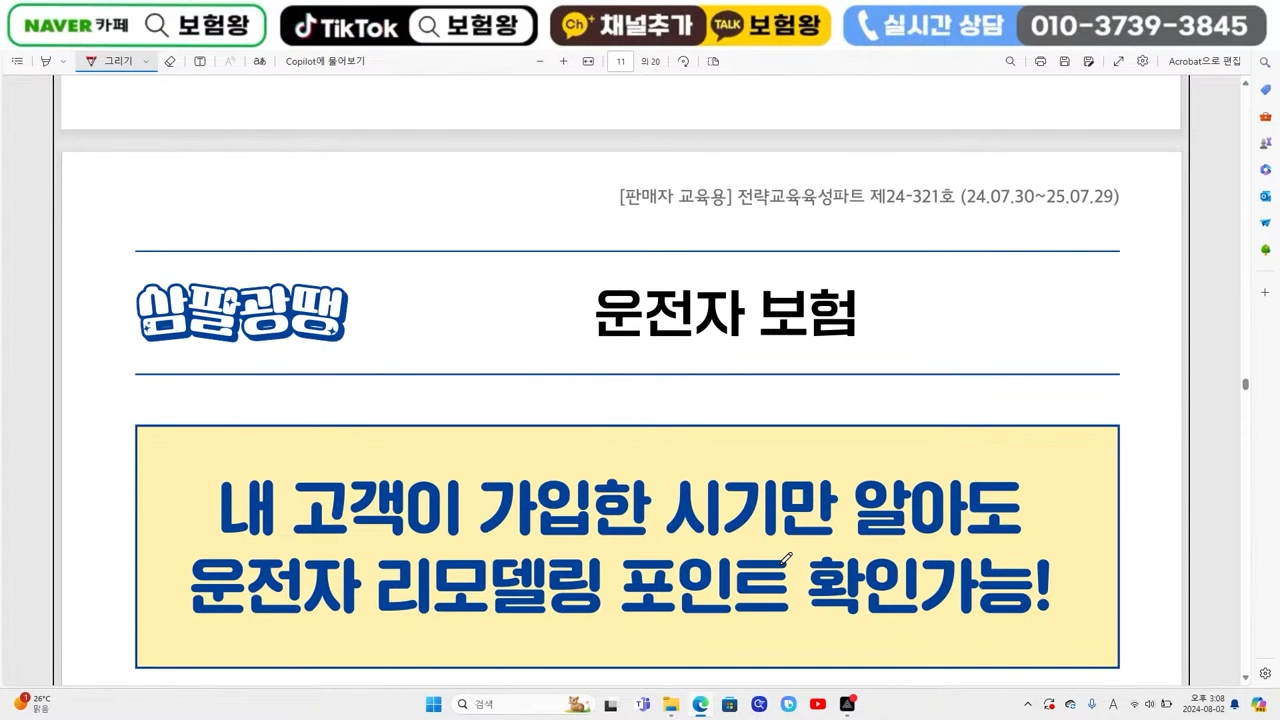 NAVER 카페 보험왕
TikTok 보험왕
Ch+ 채널추가 TALK 보험왕
실시간 상담 010-3739-3845
그리기
가あ
Copilot에 물어보기
11 의 20
Acrobat으로 편집
[판매자 교육용] 전략교육육성파트 제24-321호 (24.07.30~25.07.29)
삼팔광땡
운전자 보험
내 고객이 가입한 시기만 알아도
운전자 리모델링 포인트 확인가능!
1
26°C
맑음
검색
A
오후 3:08
2024-08-02